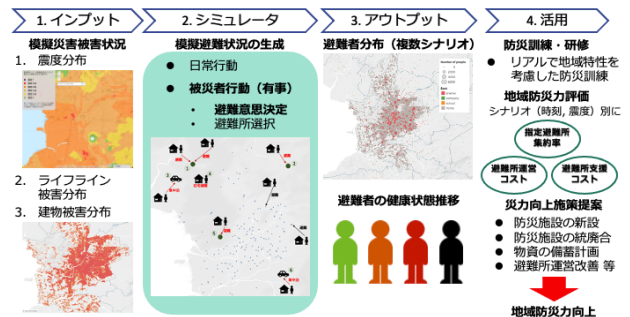 1. インプット
2. シミュレータ
3. アウトプット
4. 活用
模擬災害被害状況
1. 震度分布
2. ライフライン
被害分布
3. 建物被害分布
模擬避難状況の生成
● 日常行動
● 被災者行動（有事）
• 避難意思決定
• 避難所選択
避難者分布（複数シナリオ）
避難者の健康状態推移
防災訓練・研修
● リアルで地域特性を
考慮した防災訓練
地域防災力評価
シナリオ（時刻, 震度）別に
指定避難所
集約率
避難所運営
コスト
避難所支援
コスト
災力向上施策提案
● 防災施設の新設
● 防災施設の統廃合
● 物資の備蓄計画
● 避難所運営改善 等
地域防災力向上